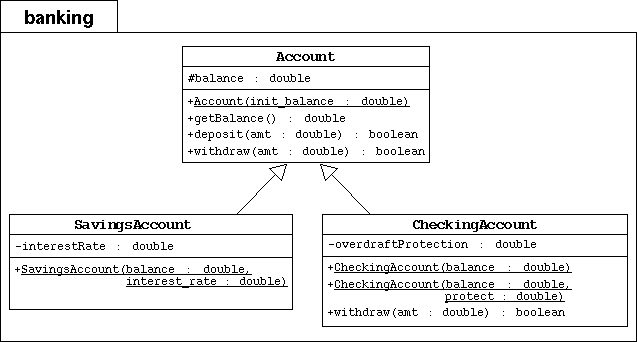 banking
Account
#balance : double
+Account(init_balance : double)
+getBalance() : double
+deposit(amt : double) : boolean
+withdraw(amt : double) : boolean
SavingsAccount
-interestRate : double
+SavingsAccount(balance : double,
interest_rate : double)
CheckingAccount
-overdraftProtection : double
+CheckingAccount(balance : double)
+CheckingAccount(balance : double,
protect : double)
+withdraw(amt : double) : boolean